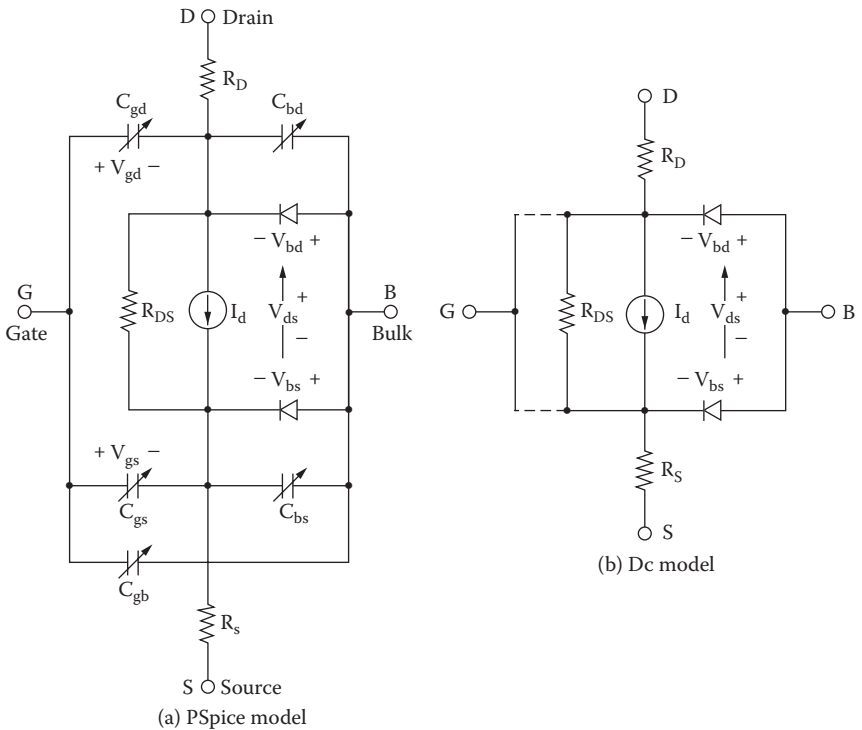 D Drain
R_D
C_gd
C_bd
+ V_gd −
− V_bd +
G
Gate
R_DS
I_d
+
V_ds
−
B
Bulk
− V_bs +
+ V_gs −
C_gs
C_bs
C_gb
R_s
S Source
(a) PSpice model
D
R_D
− V_bd +
G
R_DS
I_d
+
V_ds
−
B
− V_bs +
R_S
S
(b) Dc model